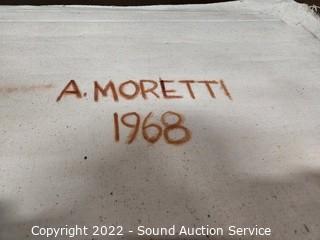 A. MORETTI
1968
Copyright 2022 - Sound Auction Service